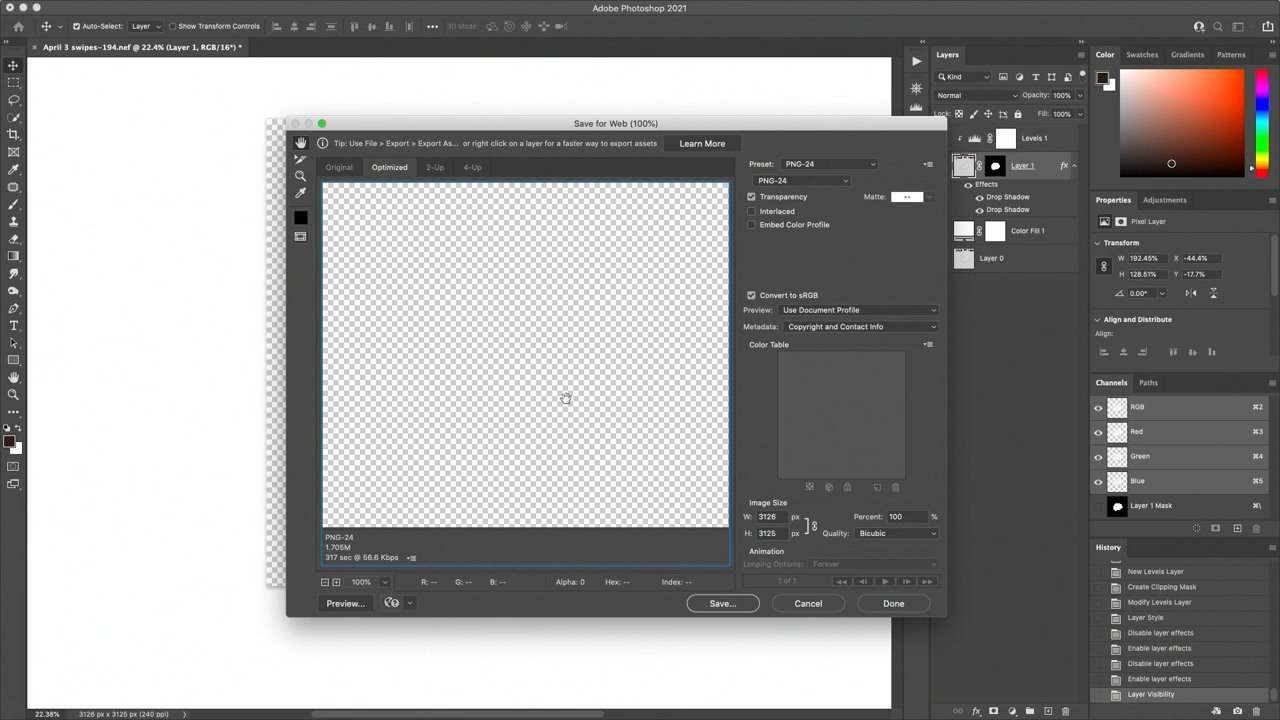 Adobe Photoshop 2021
Auto-Select: Layer Show Transform Controls 3D Mode:
× April 3 swipes-194.nef @ 22.4% (Layer 1, RGB/16*) *
Save for Web (100%)
Tip: Use File > Export > Export As... or right click on a layer for a faster way to export assets
Learn More
Original Optimized 2-Up 4-Up
PNG-24
1.705M
317 sec @ 56.6 Kbps
100% R: -- G: -- B: -- Alpha: 0 Hex: -- Index: --
Preview... Save... Cancel Done
Preset: PNG-24
PNG-24
Transparency Matte: --
Interlaced
Embed Color Profile
Convert to sRGB
Preview: Use Document Profile
Metadata: Copyright and Contact Info
Color Table
Image Size
W: 3126 px Percent: 100 %
H: 3125 px Quality: Bicubic
Animation
Looping Options: Forever
1 of 1
Layers
Kind
Normal Opacity: 100%
Fill: 100%
Levels 1
Layer 1 fx
Effects
Drop Shadow
Drop Shadow
Color Fill 1
Layer 0
fx
Color Swatches Gradients Patterns
Properties Adjustments
Pixel Layer
Transform
W 192.45% X -44.4%
H 128.51% Y -17.7%
0.00°
Align and Distribute
Align:
Channels Paths
RGB ⌘2
Red ⌘3
Green ⌘4
Blue ⌘5
Layer 1 Mask ⌘\
History
New Levels Layer
Create Clipping Mask
Modify Levels Layer
Layer Style
Disable layer effects
Enable layer effects
Disable layer effects
Enable layer effects
Layer Visibility
22.38% 3126 px x 3125 px (240 ppi)